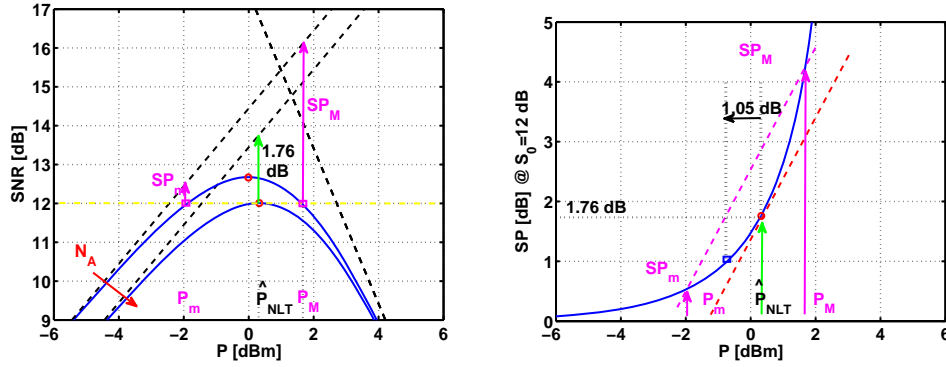 17
16
15
14
13
12
11
10
9
SNR [dB]
SP_M
1.76
dB
SP_m
N_A
P_m
^
P_NLT
P_M
−6 −4 −2 0 2 4 6
P [dBm]
5
4
3
2
1
0
SP [dB] @ S_0=12 dB
SP_M
1.05 dB
1.76 dB
SP_m
P_m
^
P_NLT
P_M
−6 −4 −2 0 2 4 6
P [dBm]